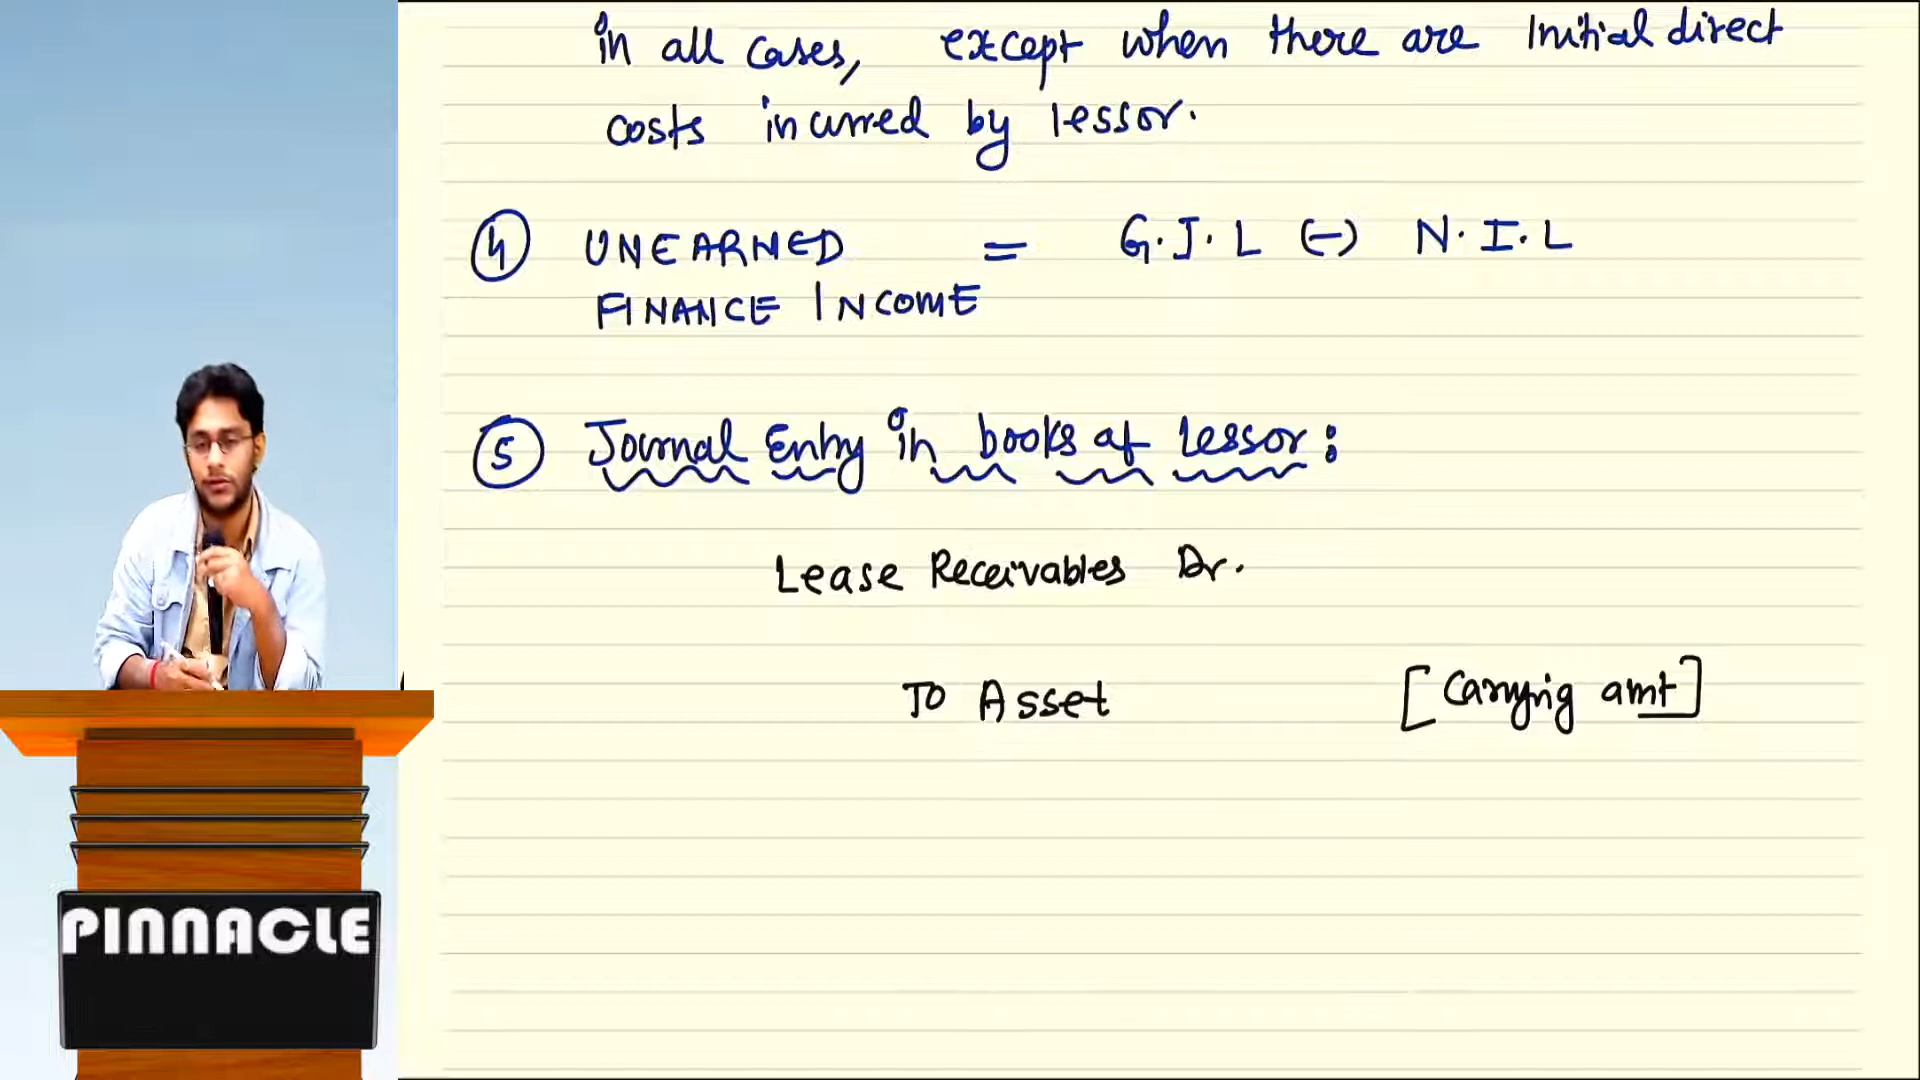 in all cases, except when there are Initial direct
costs incurred by lessor.
④ UNEARNED = G.I.L (-) N.I.L
FINANCE INCOME
⑤ Journal Entry in books of lessor:
Lease Receivables Dr.
To Asset [Carrying amt]
PINNACLE